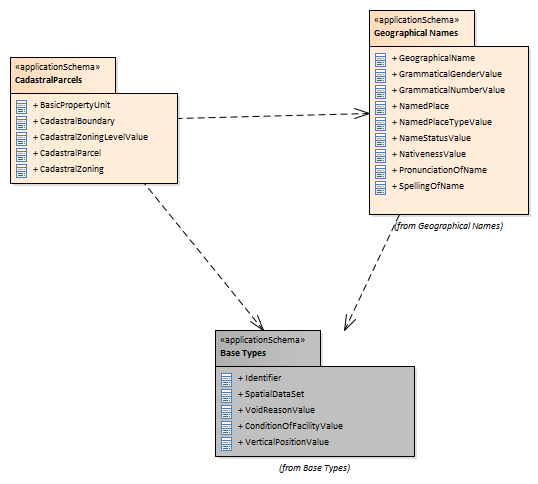 «applicationSchema»
CadastralParcels
+ BasicPropertyUnit
+ CadastralBoundary
+ CadastralZoningLevelValue
+ CadastralParcel
+ CadastralZoning
«applicationSchema»
Geographical Names
+ GeographicalName
+ GrammaticalGenderValue
+ GrammaticalNumberValue
+ NamedPlace
+ NamedPlaceTypeValue
+ NameStatusValue
+ NativenessValue
+ PronunciationOfName
+ SpellingOfName
(from Geographical Names)
«applicationSchema»
Base Types
+ Identifier
+ SpatialDataSet
+ VoidReasonValue
+ ConditionOfFacilityValue
+ VerticalPositionValue
(from Base Types)